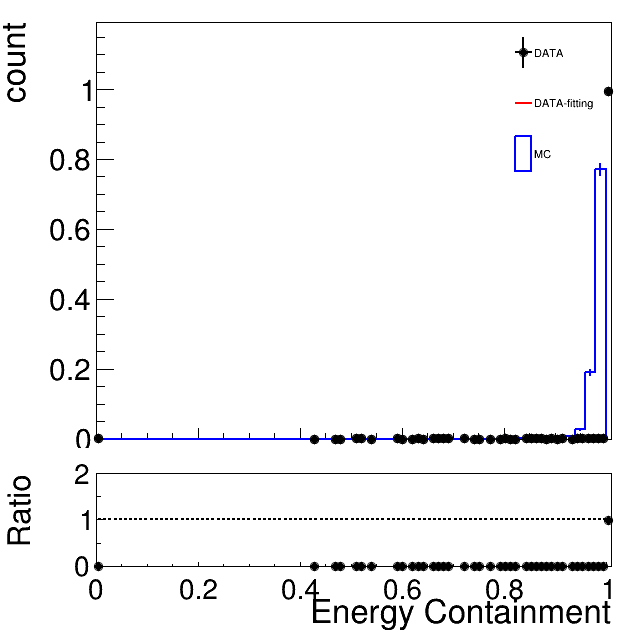 count
1
0.8
0.6
0.4
0.2
0
DATA
DATA-fitting
MC
Ratio
2
1
0
0 0.2 0.4 0.6 0.8 1
Energy Containment